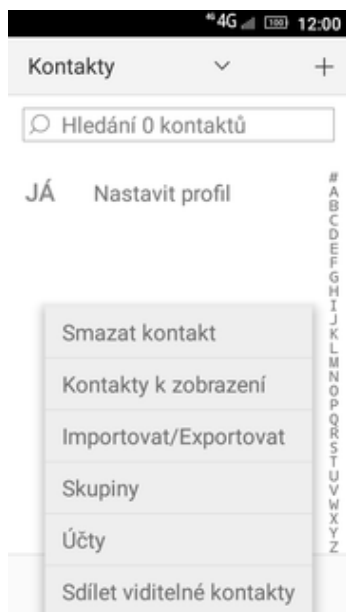 4G 4G 100 12:00
Kontakty +
Hledání 0 kontaktů
JÁ Nastavit profil
Smazat kontakt
Kontakty k zobrazení
Importovat/Exportovat
Skupiny
Účty
Sdílet viditelné kontakty
#
A
B
C
D
E
F
G
H
I
J
K
L
M
N
O
P
Q
R
S
T
U
V
W
X
Y
Z